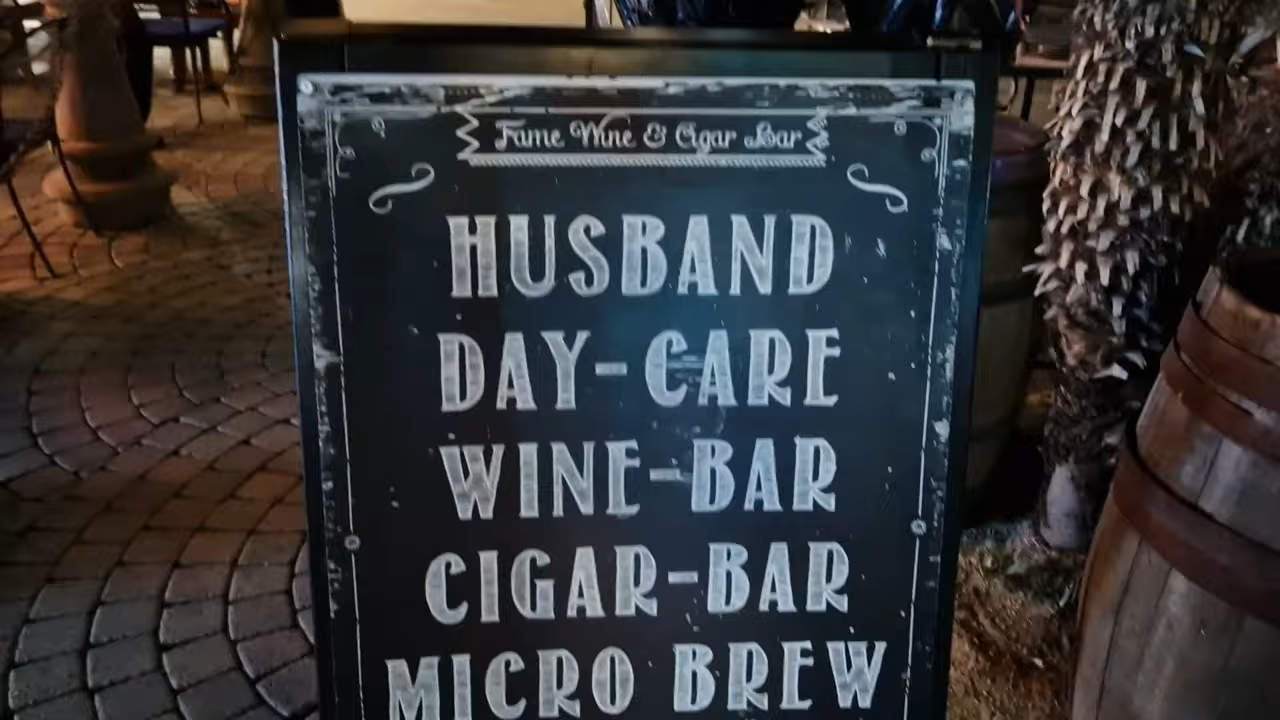 Fame Wine & Cigar Bar
HUSBAND
DAY-CARE
WINE-BAR
CIGAR-BAR
MICRO BREW